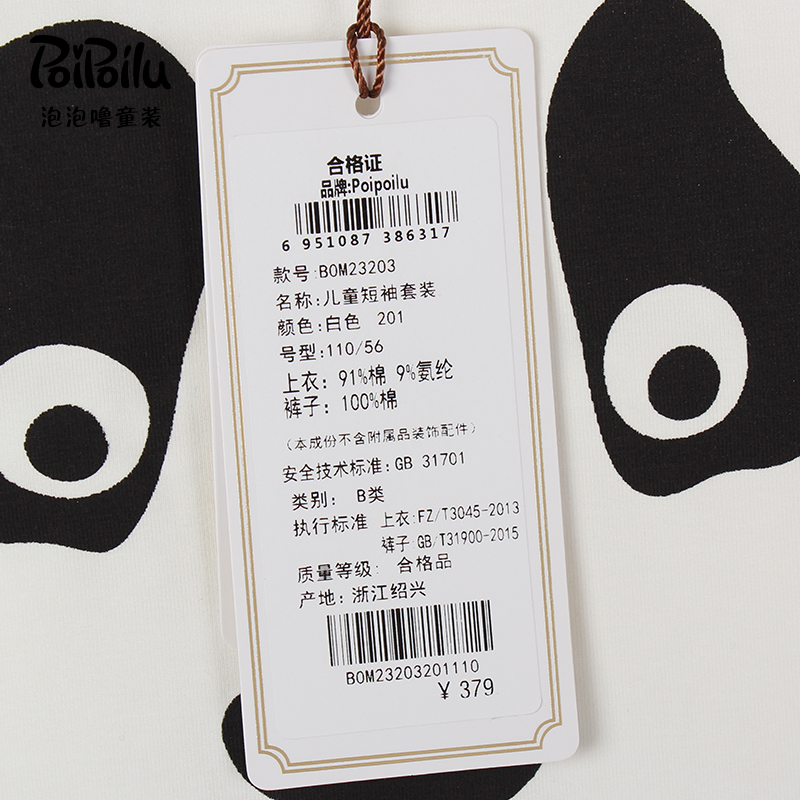 PoiPoilu
泡泡噜童装
合格证
品牌:Poipoilu
6 951087 386317
款号:BOM23203
名称:儿童短袖套装
颜色:白色 201
号型:110/56
上衣: 91%棉 9%氨纶
裤子: 100%棉
(本成份不含附属品装饰配件)
安全技术标准:GB 31701
类别: B类
执行标准 上衣:FZ/T3045-2013
裤子:GB/T31900-2015
质量等级: 合格品
产地:浙江绍兴
BOM23203201110
¥ 379